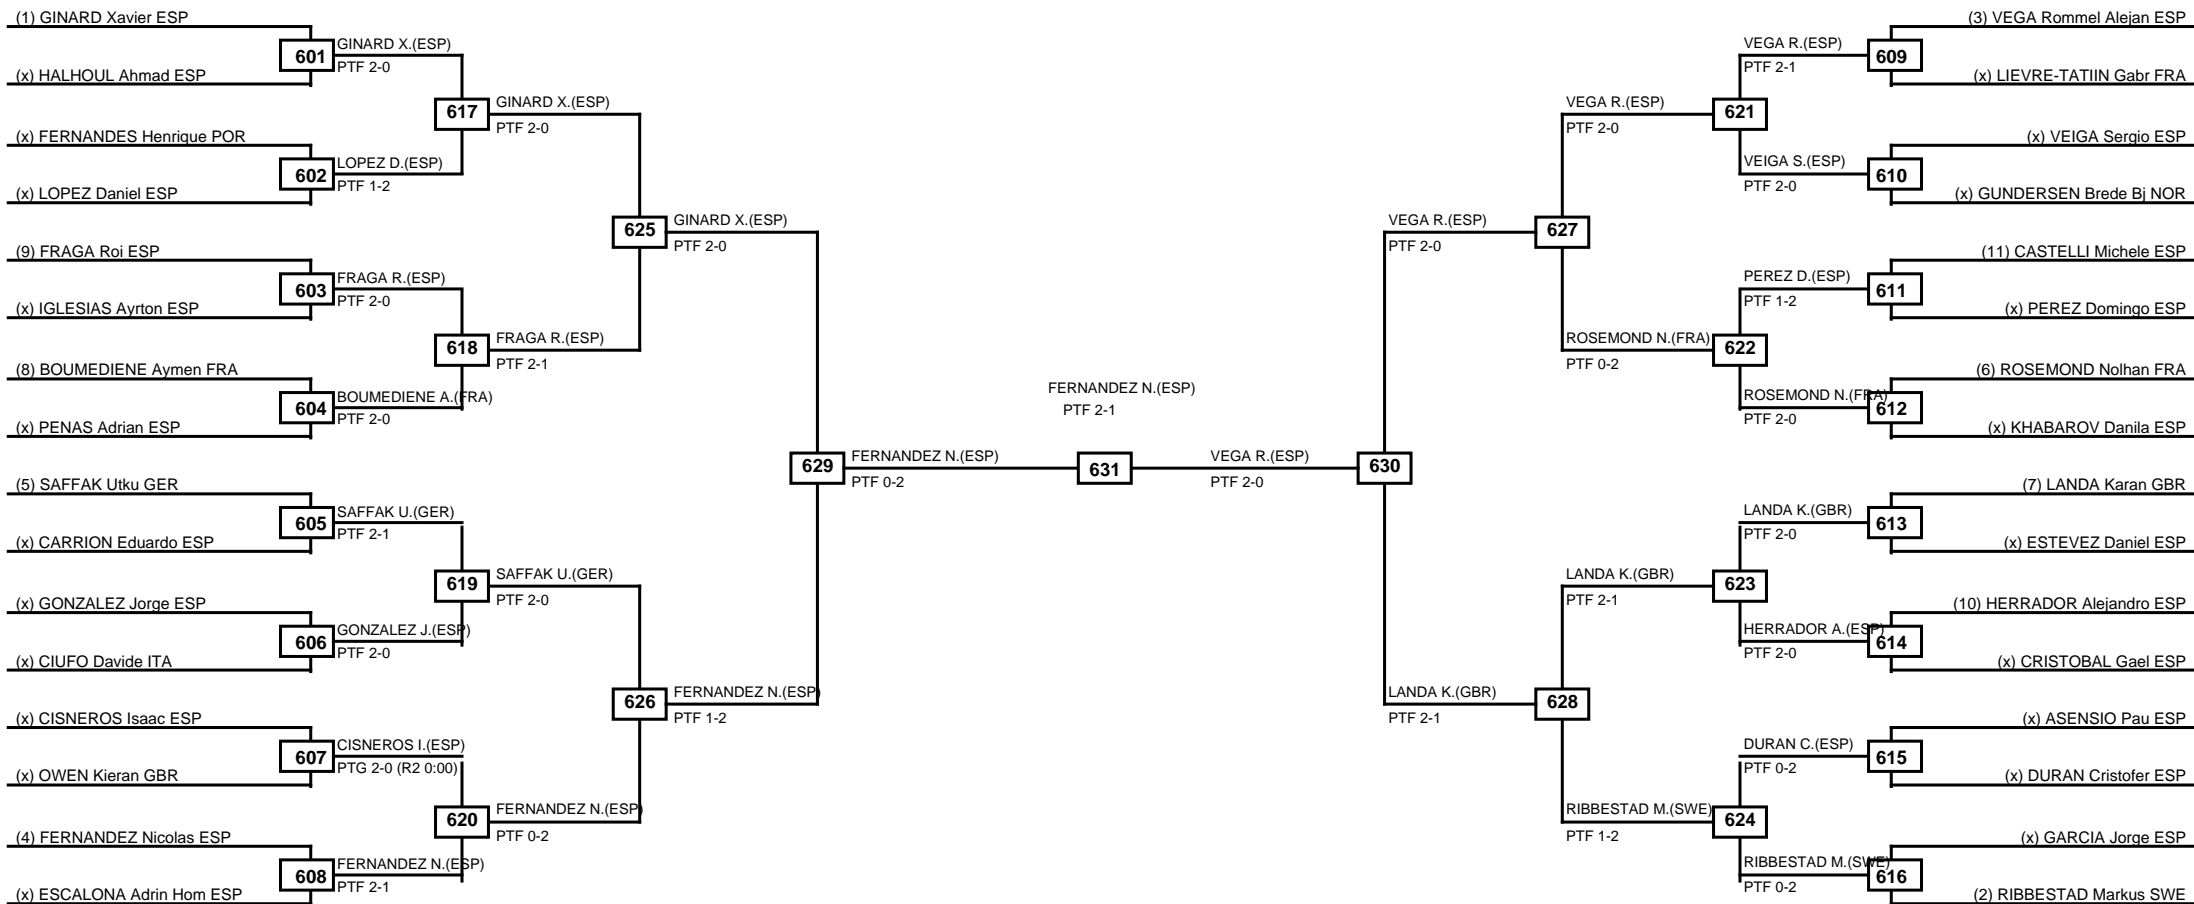 (1) GINARD Xavier ESP
601
GINARD X.(ESP)
PTF 2-0
(x) HALHOUL Ahmad ESP
617
GINARD X.(ESP)
PTF 2-0
(x) FERNANDES Henrique POR
602
LOPEZ D.(ESP)
PTF 1-2
(x) LOPEZ Daniel ESP
625
GINARD X.(ESP)
PTF 2-0
(9) FRAGA Roi ESP
603
FRAGA R.(ESP)
PTF 2-0
(x) IGLESIAS Ayrton ESP
618
FRAGA R.(ESP)
PTF 2-1
(8) BOUMEDIENE Aymen FRA
604
BOUMEDIENE A.(FRA)
PTF 2-0
(x) PENAS Adrian ESP
629
FERNANDEZ N.(ESP)
PTF 0-2
(5) SAFFAK Utku GER
605
SAFFAK U.(GER)
PTF 2-1
(x) CARRION Eduardo ESP
619
SAFFAK U.(GER)
PTF 2-0
(x) GONZALEZ Jorge ESP
606
GONZALEZ J.(ESP)
PTF 2-0
(x) CIUFO Davide ITA
626
FERNANDEZ N.(ESP)
PTF 1-2
(x) CISNEROS Isaac ESP
607
CISNEROS I.(ESP)
PTG 2-0 (R2 0:00)
(x) OWEN Kieran GBR
620
FERNANDEZ N.(ESP)
PTF 0-2
(4) FERNANDEZ Nicolas ESP
608
FERNANDEZ N.(ESP)
PTF 2-1
(x) ESCALONA Adrin Hom ESP
FERNANDEZ N.(ESP)
PTF 2-1
631
VEGA R.(ESP)
PTF 2-0
630
(3) VEGA Rommel Alejan ESP
VEGA R.(ESP)
PTF 2-1
609
(x) LIEVRE-TATIIN Gabr FRA
VEGA R.(ESP)
PTF 2-0
621
(x) VEIGA Sergio ESP
VEIGA S.(ESP)
PTF 2-0
610
(x) GUNDERSEN Brede Bj NOR
VEGA R.(ESP)
PTF 2-0
627
(11) CASTELLI Michele ESP
PEREZ D.(ESP)
PTF 1-2
611
(x) PEREZ Domingo ESP
ROSEMOND N.(FRA)
PTF 0-2
622
(6) ROSEMOND Nolhan FRA
ROSEMOND N.(FRA)
PTF 2-0
612
(x) KHABAROV Danila ESP
(7) LANDA Karan GBR
LANDA K.(GBR)
PTF 2-0
613
(x) ESTEVEZ Daniel ESP
LANDA K.(GBR)
PTF 2-1
623
(10) HERRADOR Alejandro ESP
HERRADOR A.(ESP)
PTF 2-0
614
(x) CRISTOBAL Gael ESP
LANDA K.(GBR)
PTF 2-1
628
(x) ASENSIO Pau ESP
DURAN C.(ESP)
PTF 0-2
615
(x) DURAN Cristofer ESP
RIBBESTAD M.(SWE)
PTF 1-2
624
(x) GARCIA Jorge ESP
RIBBESTAD M.(SWE)
PTF 0-2
616
(2) RIBBESTAD Markus SWE